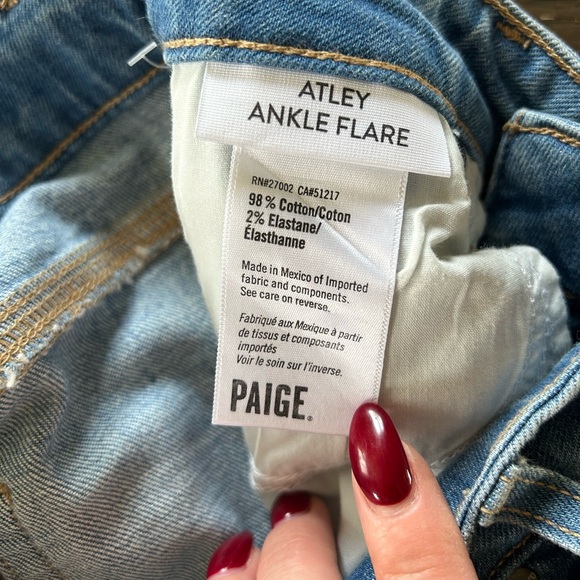 ATLEY
ANKLE FLARE
RN#27002 CA#51217
98 % Cotton/Coton
2% Elastane/
Élasthanne
Made in Mexico of Imported
fabric and components.
See care on reverse.
Fabriqué aux Mexique à partir
de tissus et composants
importés
Voir le soin sur l'inverse.
PAIGE®